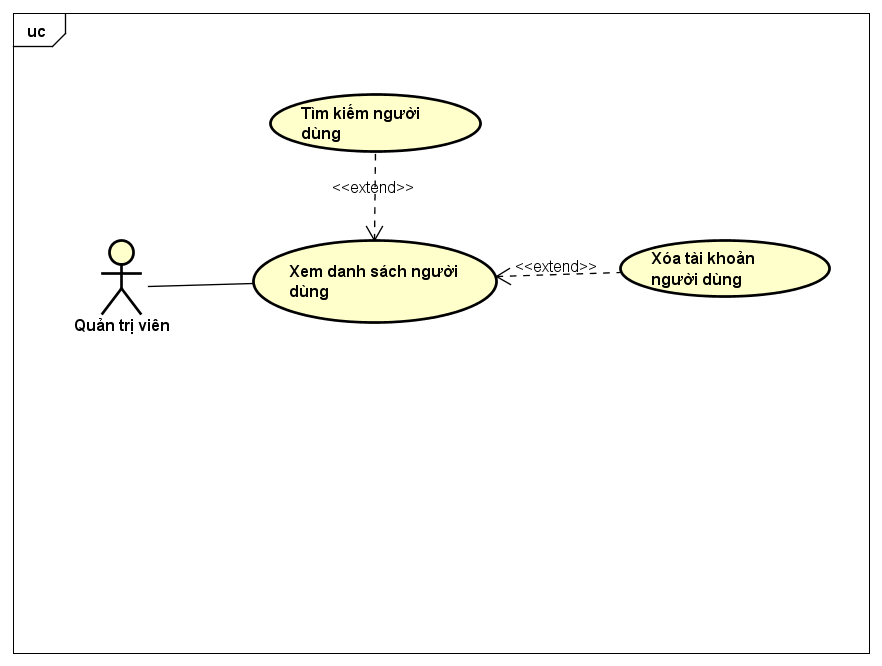 uc
Tìm kiếm người
dùng
<<extend>>
Xem danh sách người
dùng
<<extend>>
Xóa tài khoản
người dùng
Quản trị viên